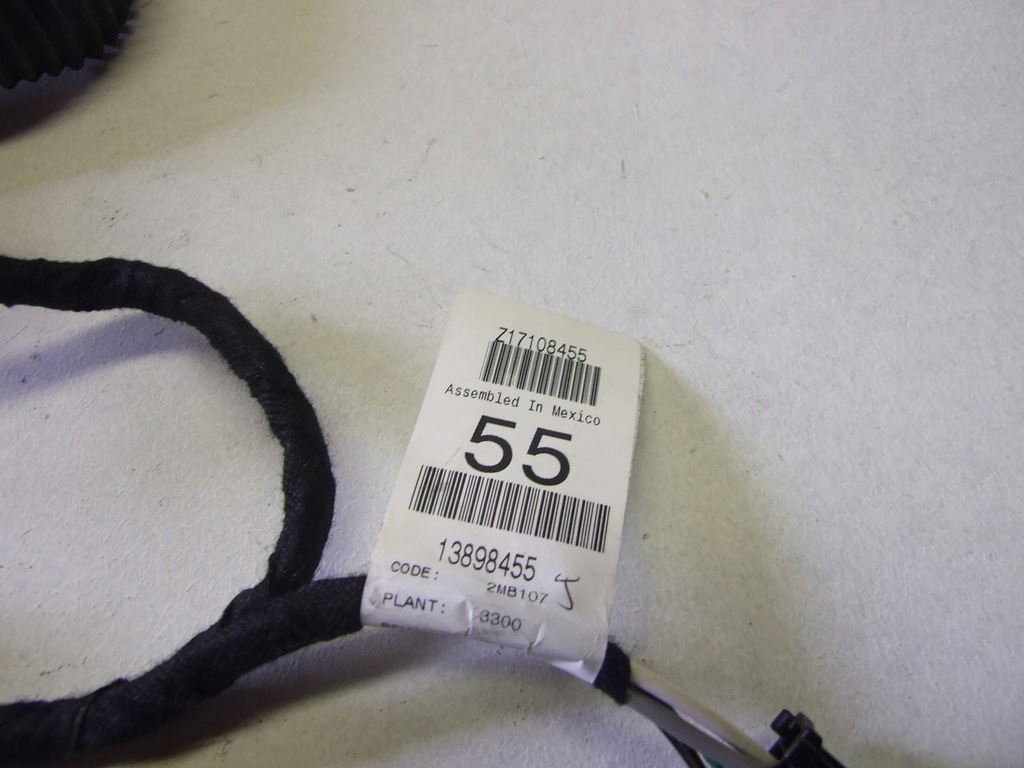 Z17108455
Assembled In Mexico
55
13898455
CODE: 2MB107
PLANT: 3300